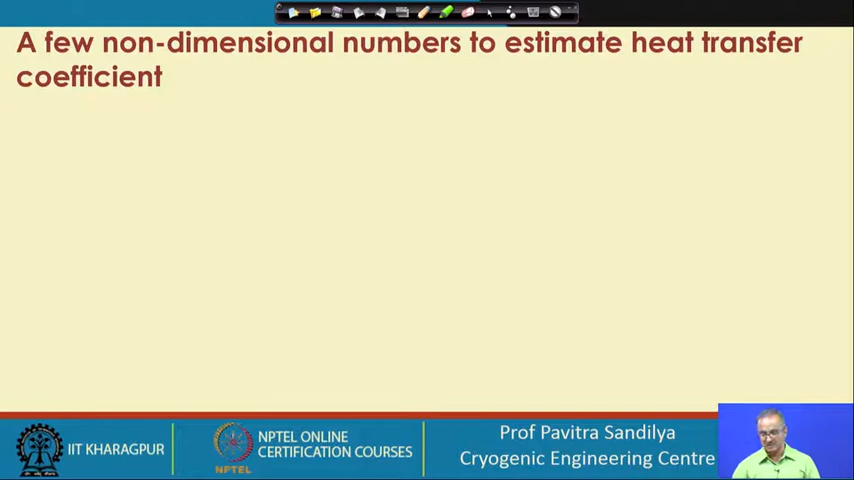 A few non-dimensional numbers to estimate heat transfer
coefficient
IIT KHARAGPUR
NPTEL
NPTEL ONLINE
CERTIFICATION COURSES
Prof Pavitra Sandilya
Cryogenic Engineering Centre